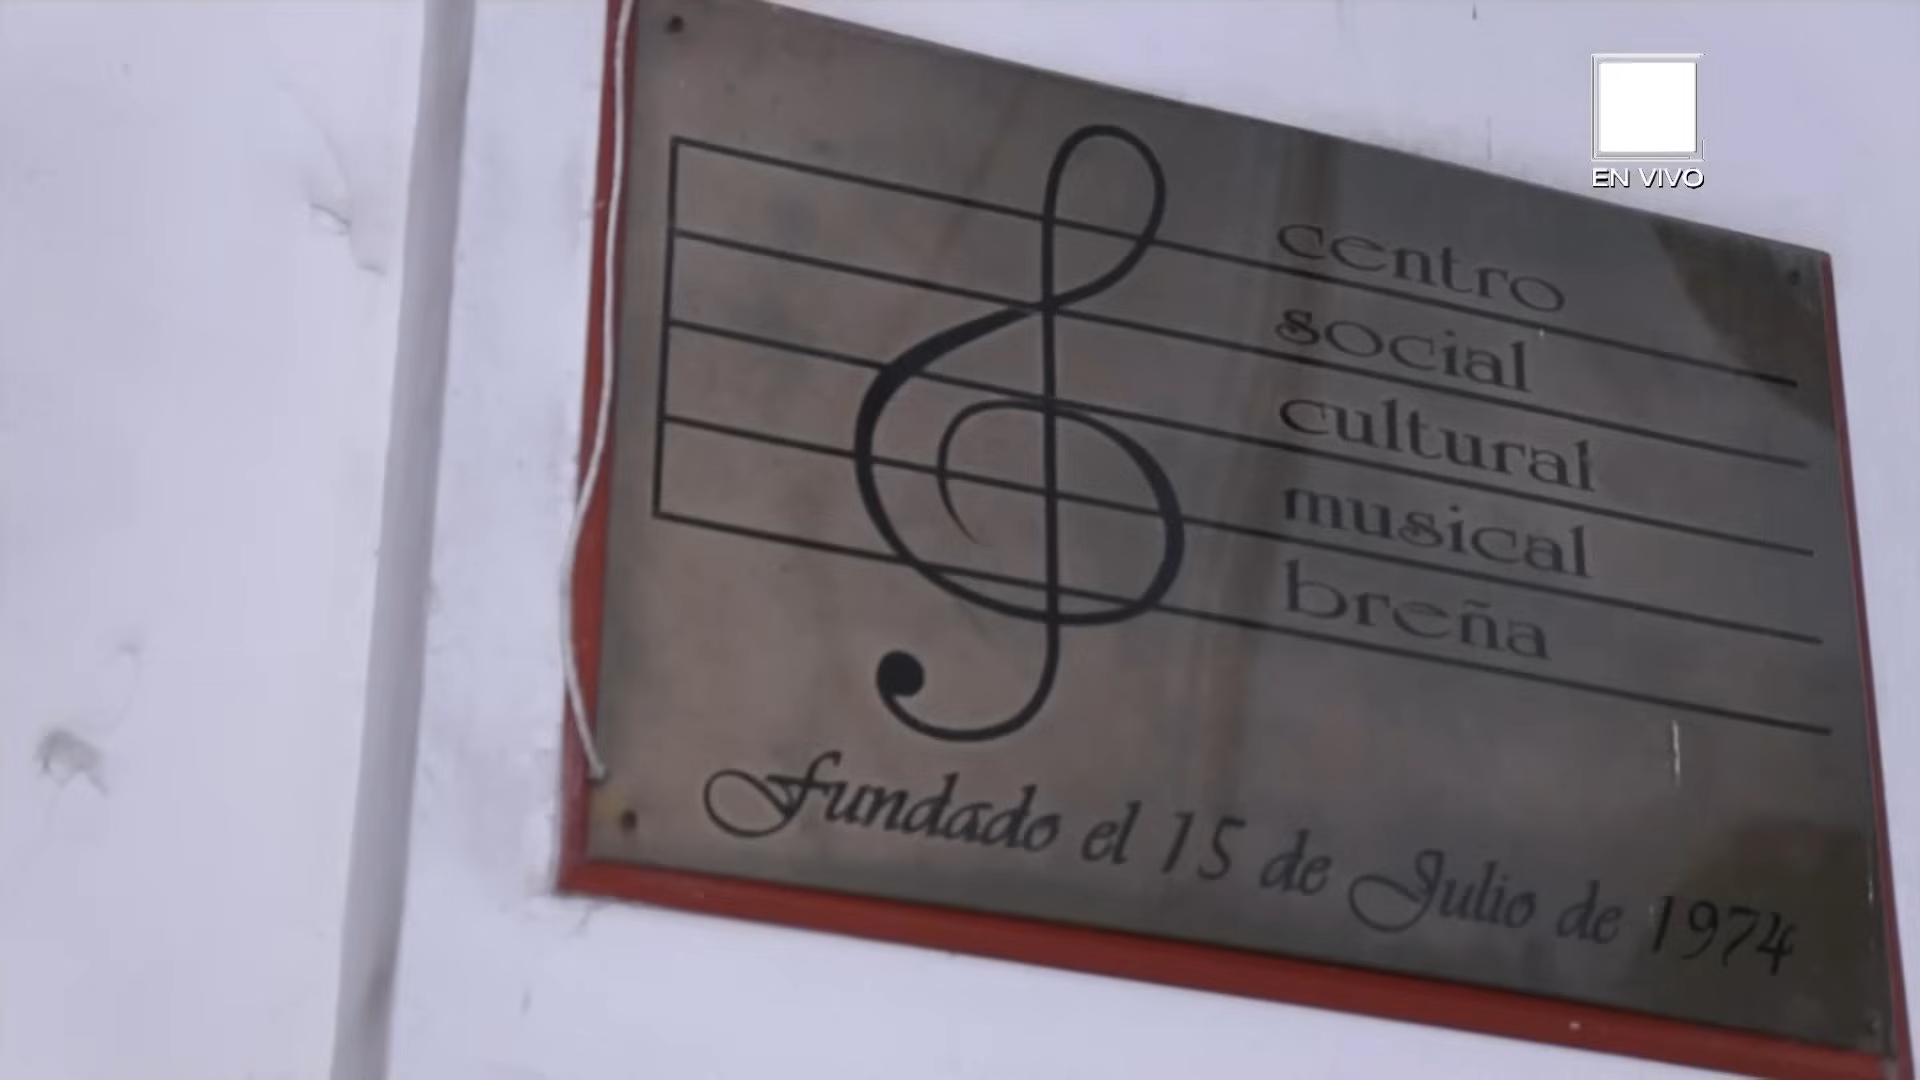 EN VIVO
centro
social
cultural
musical
breña
Fundado el 15 de Julio de 1974